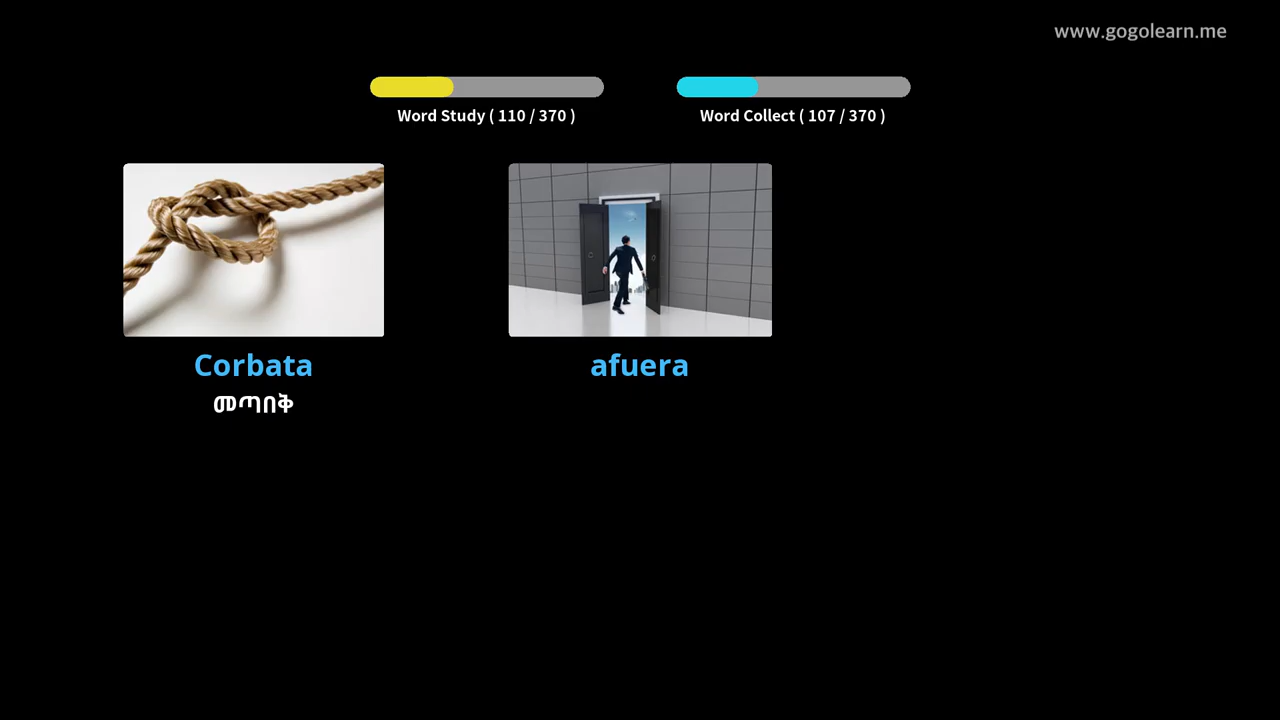 www.gogolearn.me
Word Study ( 110 / 370 )
Word Collect ( 107 / 370 )
Corbata
መጣበቅ
afuera